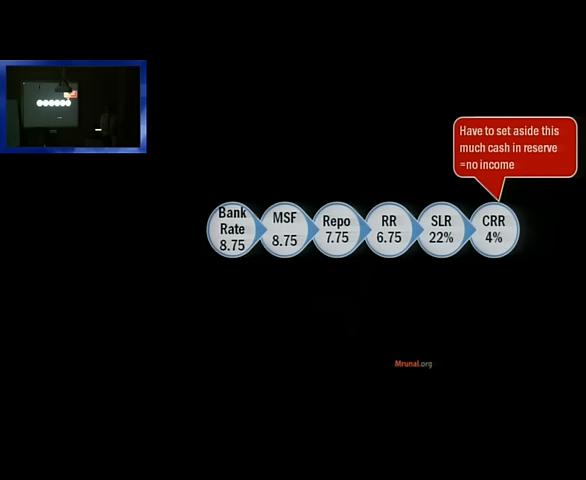 Have to set aside this
much cash in reserve
=no income
Bank
Rate
8.75
MSF
8.75
Repo
7.75
RR
6.75
SLR
22%
CRR
4%
Mrunal.org